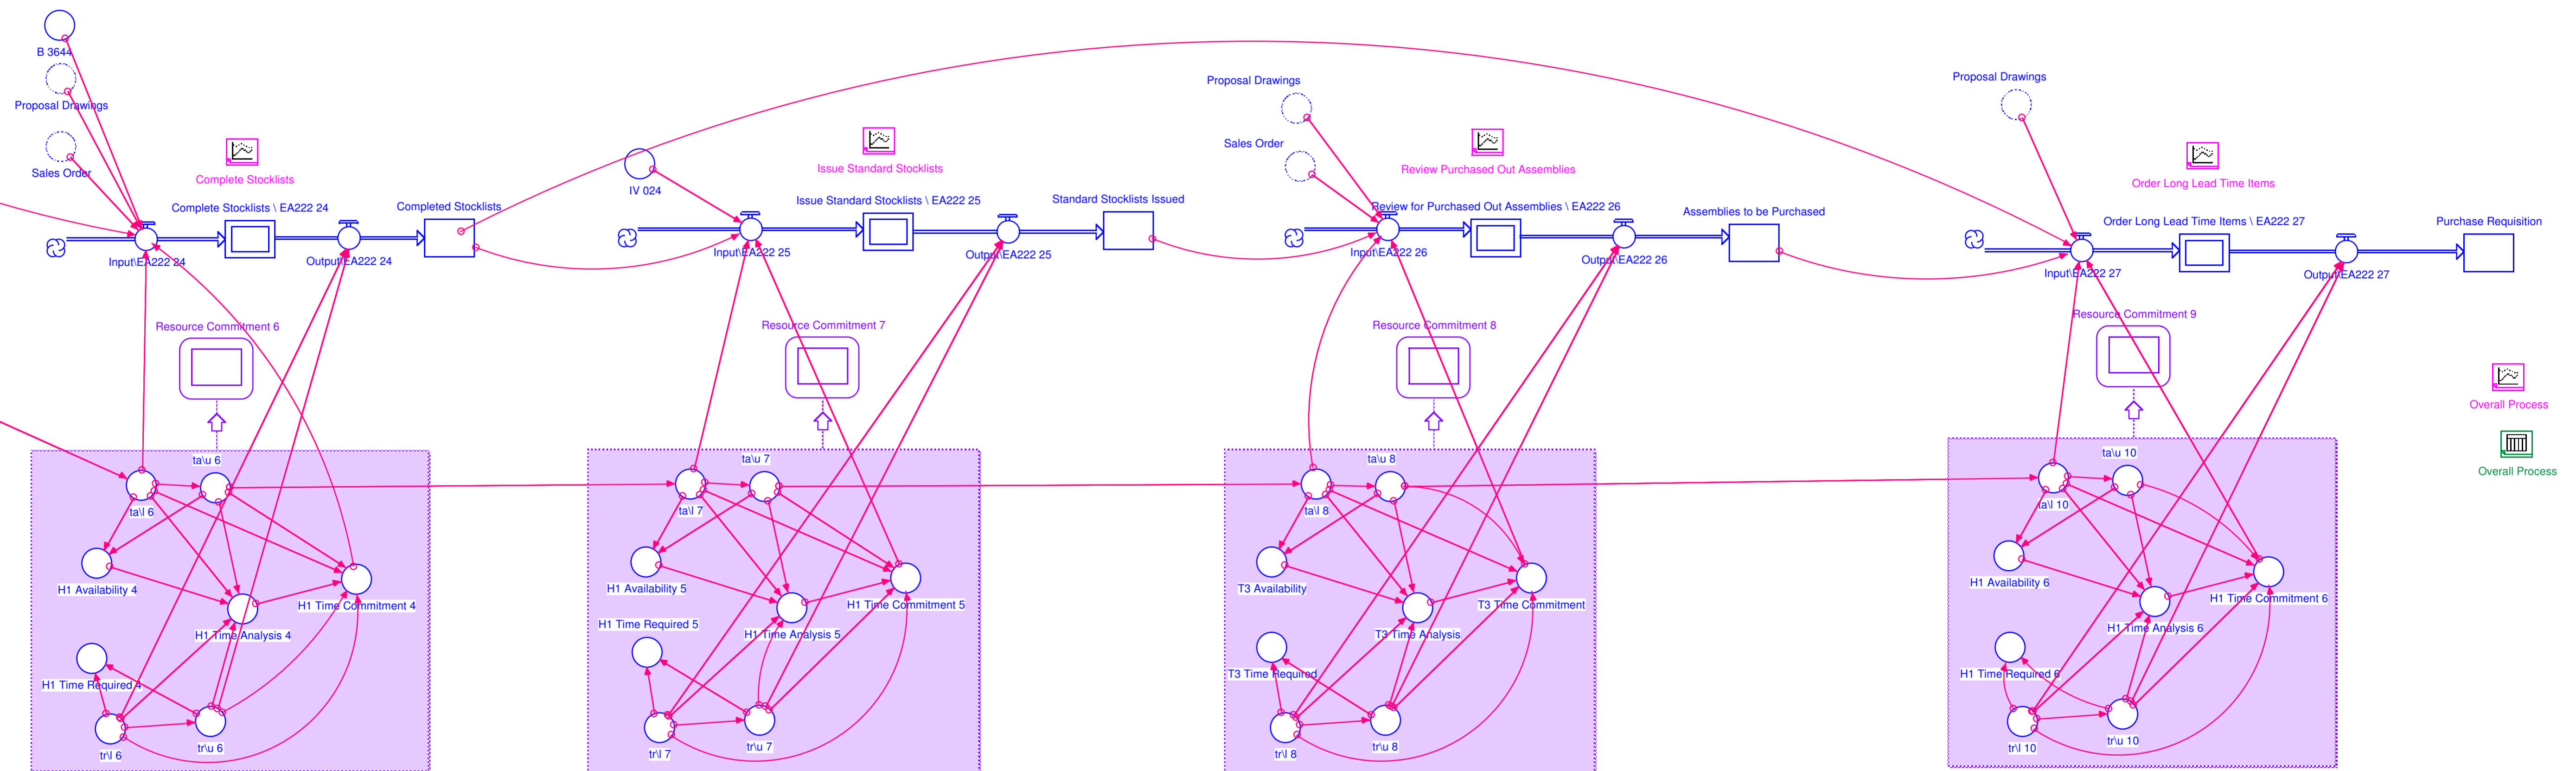 B 3644
Proposal Drawings
Sales Order
Complete Stocklists
Complete Stocklists \ EA222 24
Completed Stocklists
Input\EA222 24
Output\EA222 24
IV 024
Issue Standard Stocklists
Issue Standard Stocklists \ EA222 25
Standard Stocklists Issued
Input\EA222 25
Output\EA222 25
Proposal Drawings
Sales Order
Review Purchased Out Assemblies
Review for Purchased Out Assemblies \ EA222 26
Assemblies to be Purchased
Input\EA222 26
Output\EA222 26
Proposal Drawings
Order Long Lead Time Items
Order Long Lead Time Items \ EA222 27
Purchase Requisition
Input\EA222 27
Output\EA222 27
Resource Commitment 6
Resource Commitment 7
Resource Commitment 8
Resource Commitment 9
Overall Process
Overall Process
ta\u 6
ta\l 6
H1 Availability 4
H1 Time Commitment 4
H1 Time Analysis 4
H1 Time Required 4
tr\l 6
tr\u 6
ta\u 7
ta\l 7
H1 Availability 5
H1 Time Commitment 5
H1 Time Required 5
H1 Time Analysis 5
tr\l 7
tr\u 7
ta\u 8
ta\l 8
T3 Availability
T3 Time Commitment
T3 Time Analysis
T3 Time Required
tr\l 8
tr\u 8
ta\u 10
ta\l 10
H1 Availability 6
H1 Time Commitment 6
H1 Time Analysis 6
H1 Time Required 6
tr\l 10
tr\u 10